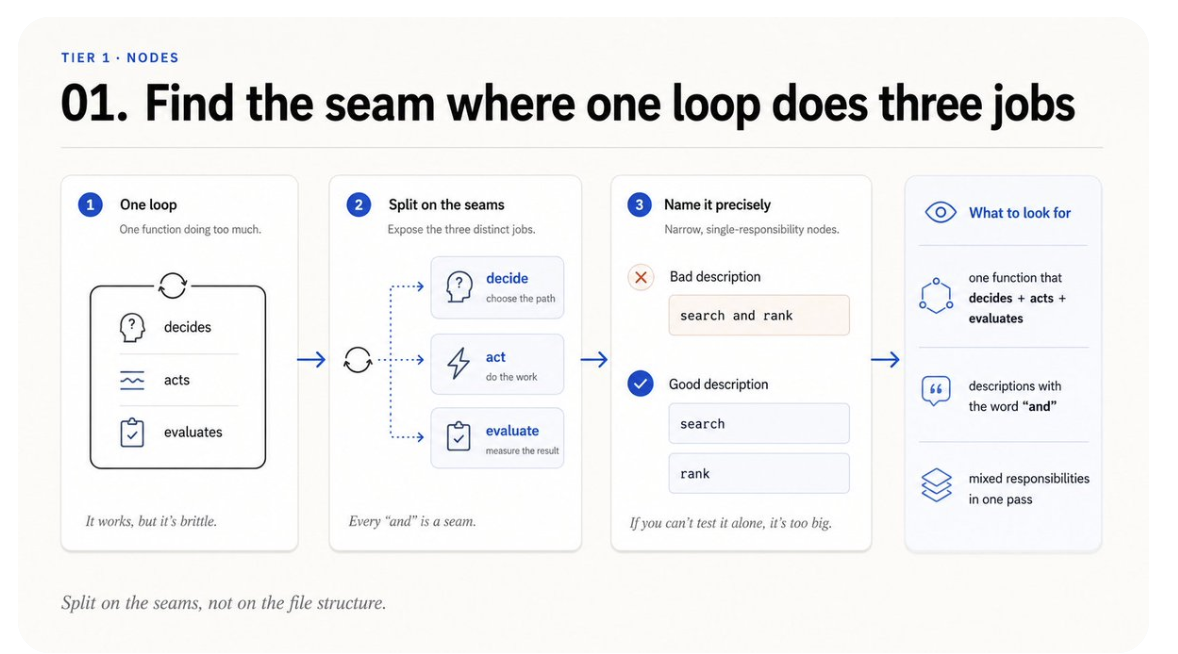 TIER 1 · NODES
01. Find the seam where one loop does three jobs
1
One loop
One function doing too much.
?
decides
acts
evaluates
It works, but it’s brittle.
2
Split on the seams
Expose the three distinct jobs.
?
decide
choose the path
act
do the work
evaluate
measure the result
Every “and” is a seam.
3
Name it precisely
Narrow, single-responsibility nodes.
Bad description
search and rank
Good description
search
rank
If you can’t test it alone, it’s too big.
What to look for
one function that
decides + acts +
evaluates
descriptions with
the word “and”
mixed responsibilities
in one pass
Split on the seams, not on the file structure.